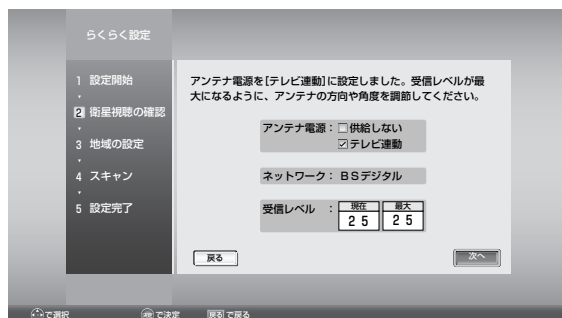 らくらく設定
1 設定開始
2 衛星視聴の確認
3 地域の設定
4 スキャン
5 設定完了
アンテナ電源を[テレビ連動]に設定しました。受信レベルが最
大になるように、アンテナの方向や角度を調節してください。
アンテナ電源：□供給しない
☑テレビ連動
ネットワーク：BSデジタル
受信レベル ： 現在 最大
25 25
戻る 次へ
で選択 決定 で決定 戻る で戻る